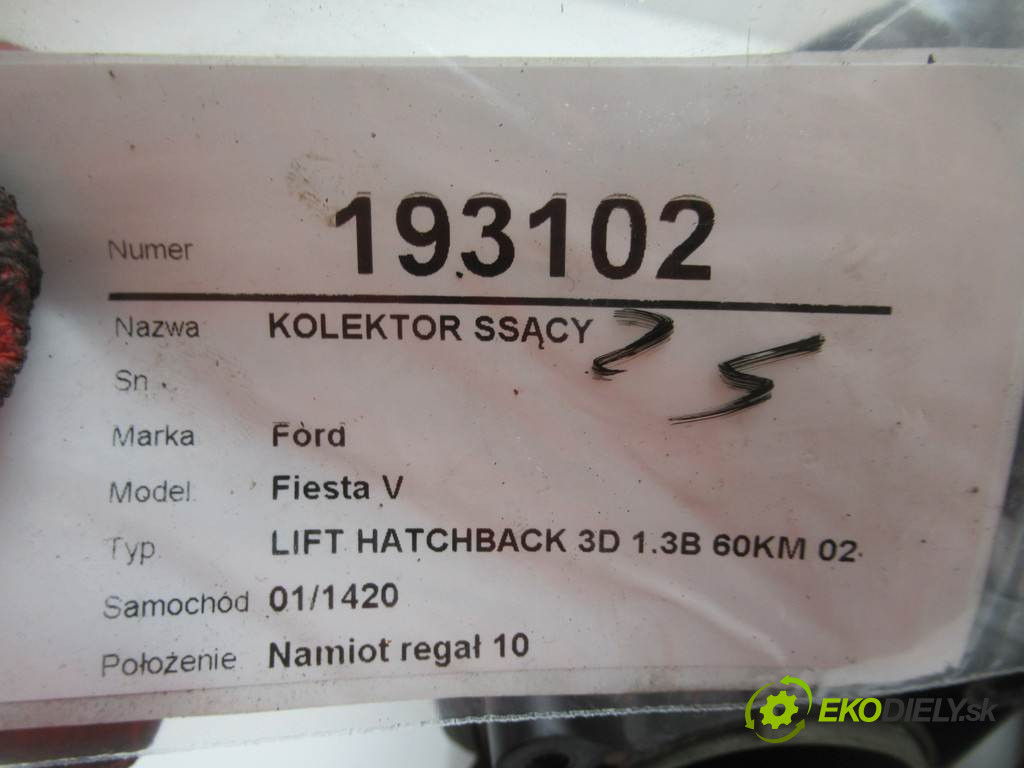 Numer 193102
Nazwa KOLEKTOR SSĄCY
25
Sn
Marka Ford
Model Fiesta V
Typ LIFT HATCHBACK 3D 1.3B 60KM 02-
Samochód 01/1420
Położenie Namiot regał 10
EKODIELY.sk